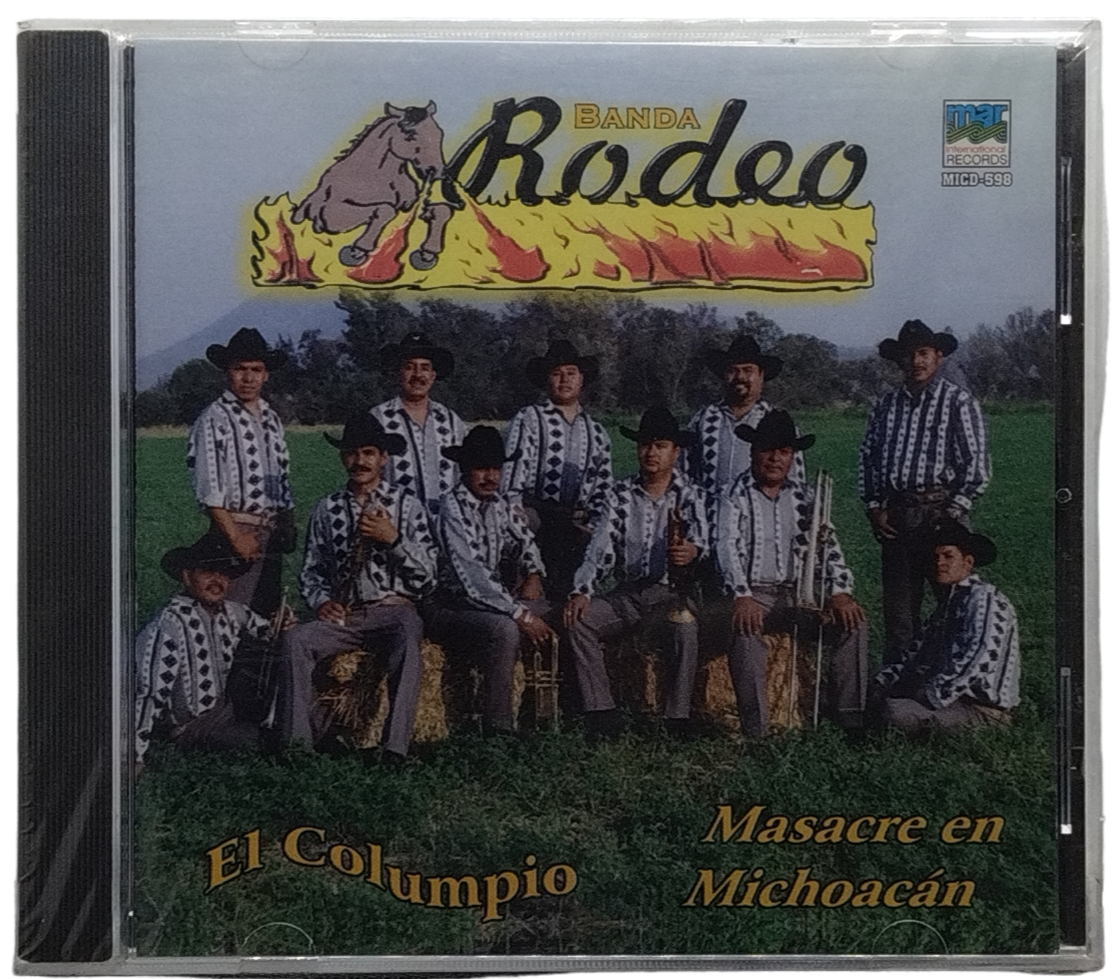 BANDA
Rodeo
mar
international
RECORDS
MICD-598
El Columpio
Masacre en
Michoacán